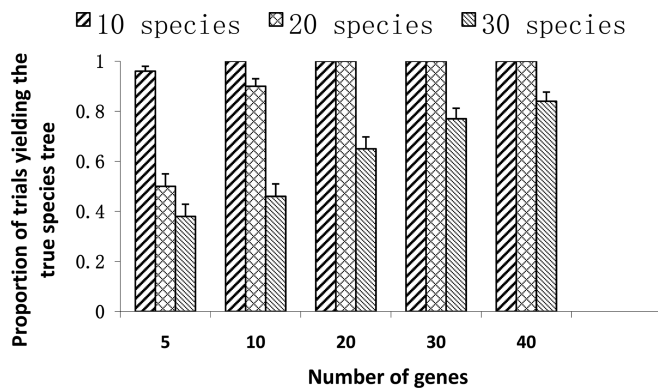 10 species 20 species 30 species
Proportion of trials yielding the
true species tree
1
0.8
0.6
0.4
0.2
0
5 10 20 30 40
Number of genes